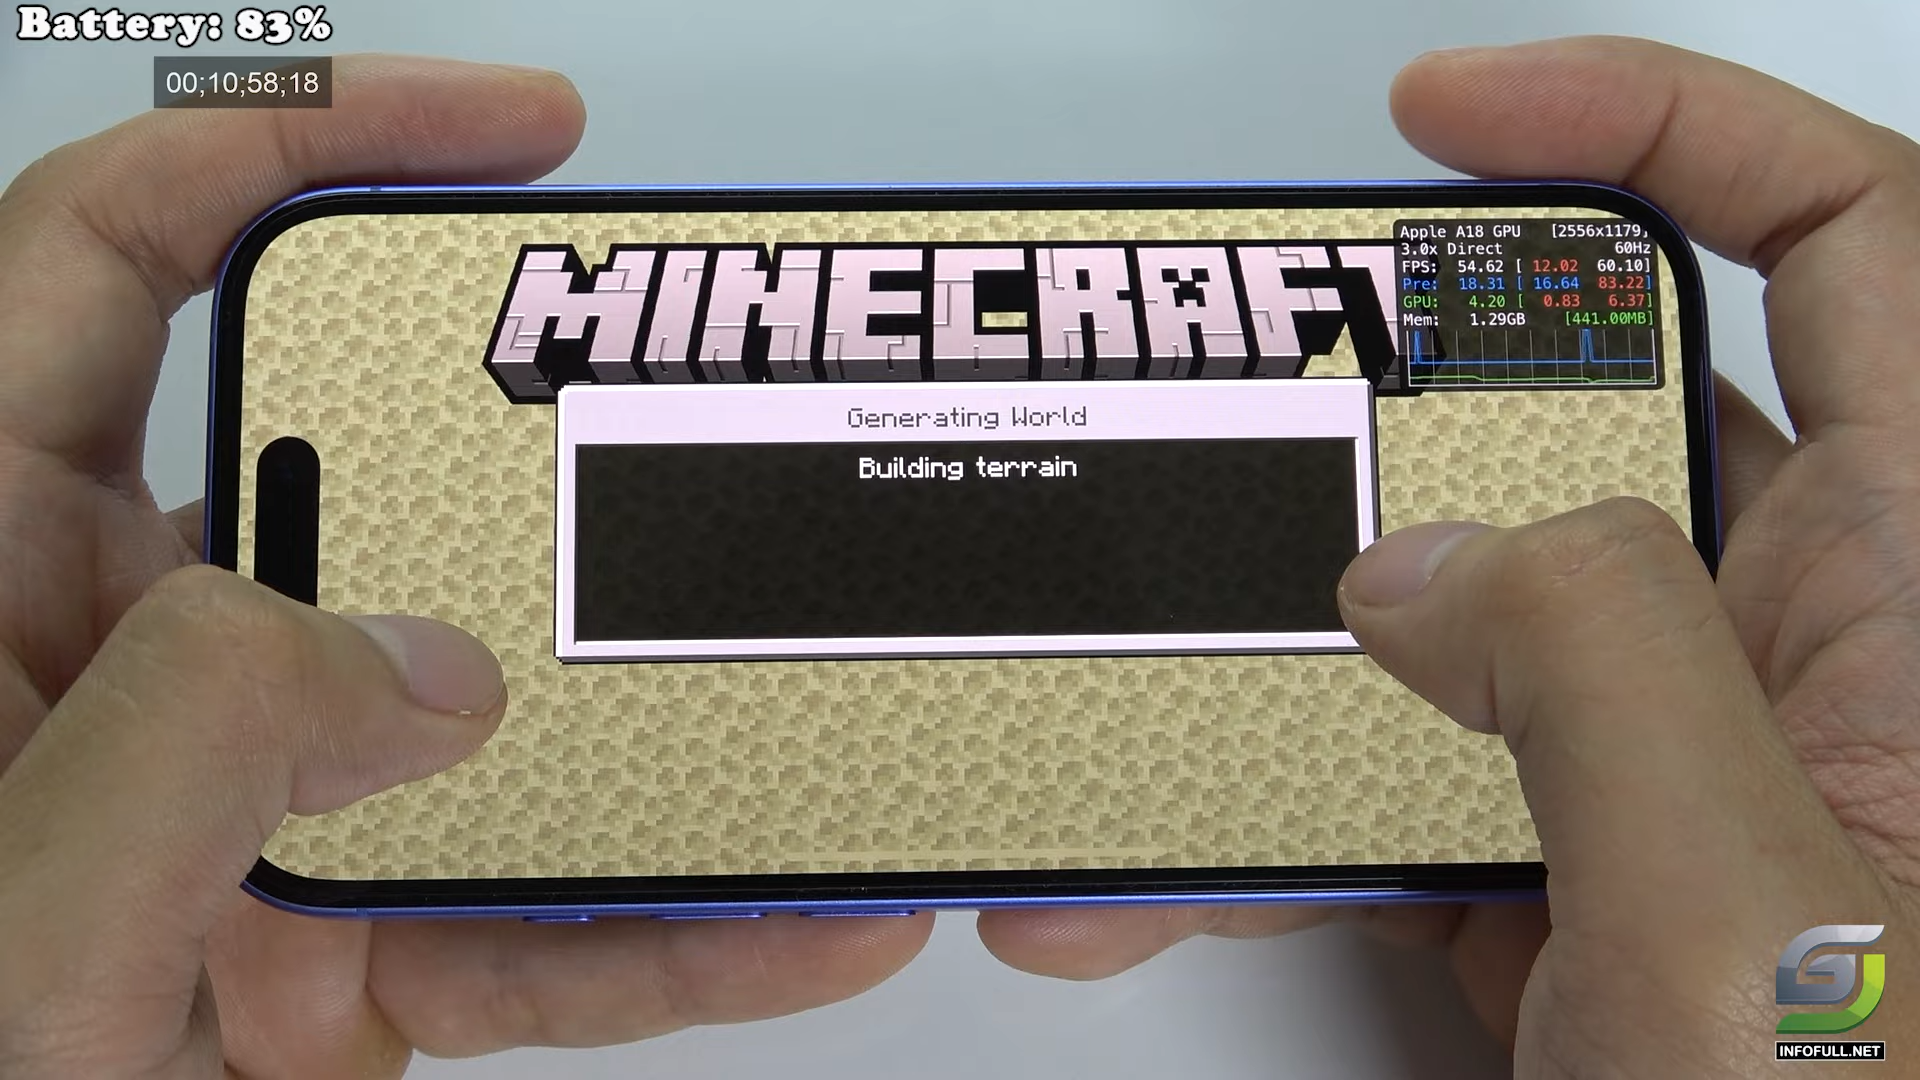 Battery: 83%
00;10;58;18
MINECRAFT
Apple A18 GPU [2556x1179]
3.0x Direct 60Hz
FPS: 54.62 [ 12.02 60.10]
Pre: 18.31 [ 16.64 83.22]
GPU: 4.20 [ 0.83 6.37]
Mem: 1.29GB [441.00MB]
Generating World
Building terrain
INFOFULL.NET